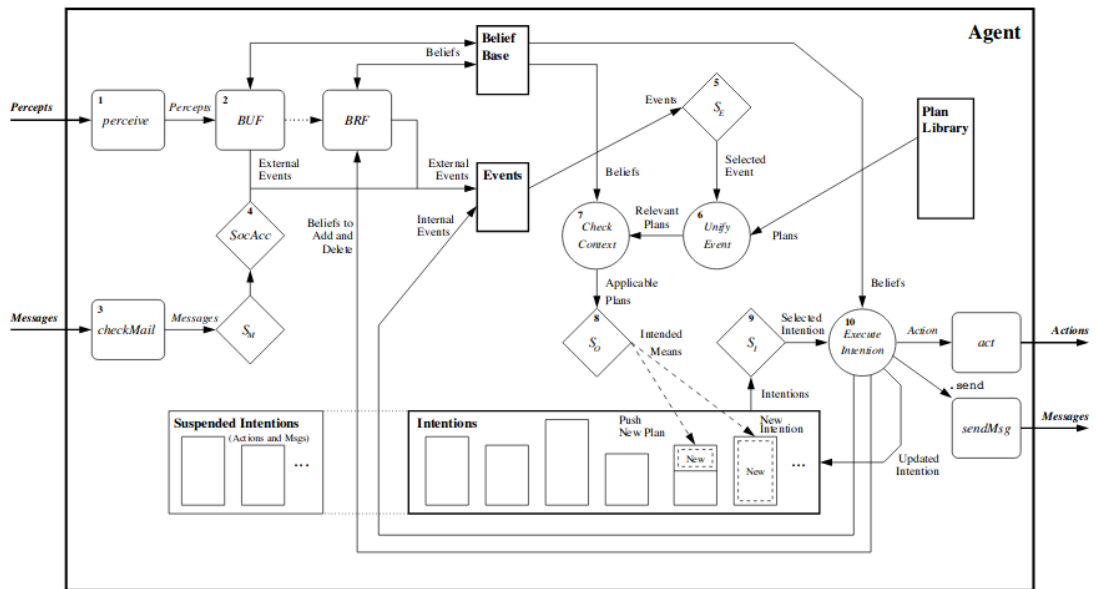 Agent
Belief
Base
Beliefs
Percepts
1
perceive
Percepts
2
BUF
BRF
Events
5
S_E
Plan
Library
External
Events
External
Events
Events
Beliefs
Selected
Event
4
SocAcc
Beliefs to
Add and
Delete
Internal
Events
7
Check
Context
Relevant
Plans
6
Unify
Event
Plans
Messages
3
checkMail
Messages
S_M
Applicable
Plans
8
S_O
Intended
Means
9
S_I
Selected
Intention
Beliefs
10
Execute
Intention
Action
act
Actions
.send
sendMsg
Messages
Intentions
Suspended Intentions
(Actions and Msgs)
...
Intentions
Push
New Plan
New
Intention
New
New
...
Updated
Intention